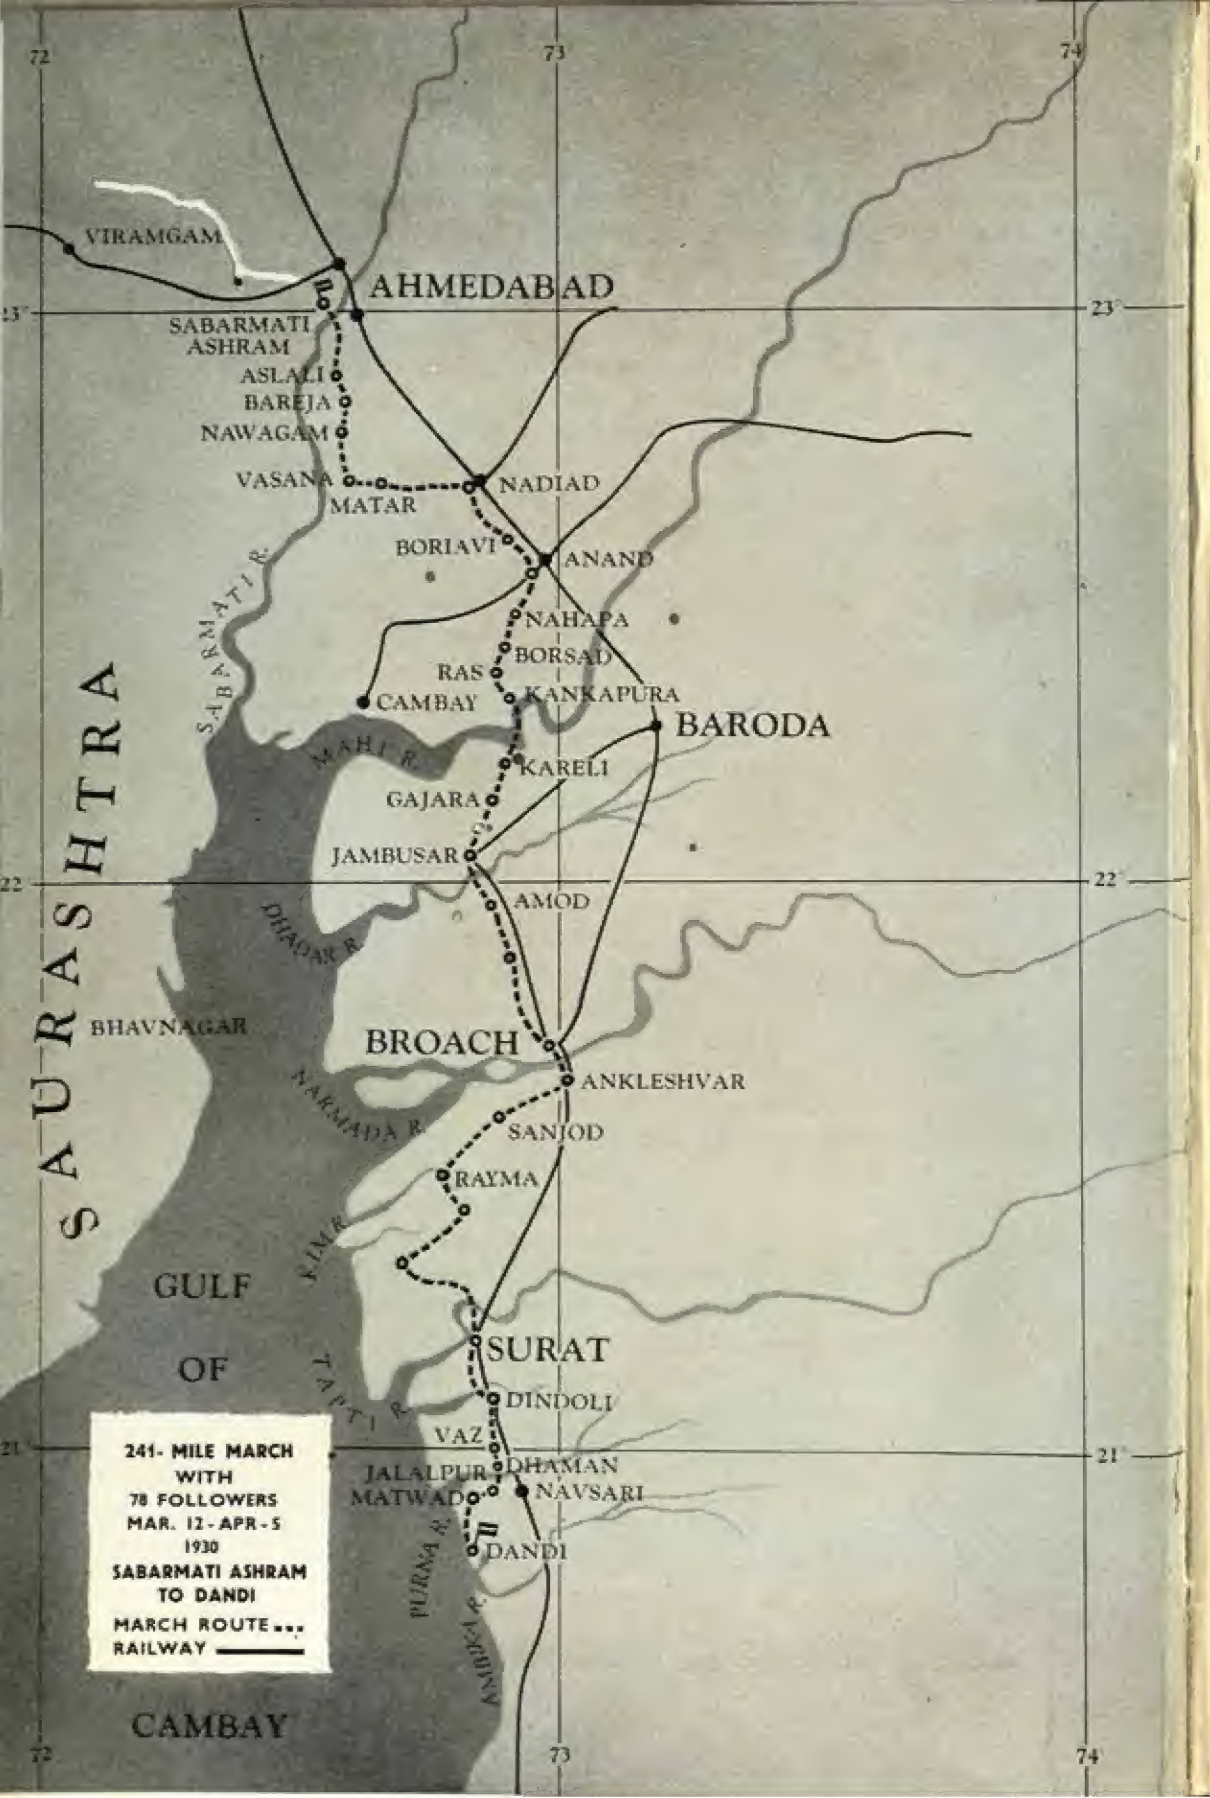 72 73 74
VIRAMGAM
AHMEDABAD
23° 23°
SABARMATI
ASHRAM
ASLALI
BAREJA
NAWAGAM
VASANA
NADIAD
MATAR
BORIAVI
ANAND
SABARMATI R.
NAHAPA
BORSAD
RAS
KANKAPURA
CAMBAY
BARODA
MAHI R.
KARELI
GAJARA
JAMBUSAR
22 22°
AMOD
DHADAR R.
SAURASHTRA
BHAVNAGAR
BROACH
ANKLESHVAR
NARMADA R.
SANJOD
RAYMA
KIM R.
GULF
OF
SURAT
TAPTI R.
DINDOLI
VAZ
21° 21°
DHAMAN
JALALPUR
MATWAD
NAVSARI
DANDI
PURNA R.
AMBIKA R.
241- MILE MARCH
WITH
78 FOLLOWERS
MAR. 12-APR-5
1930
SABARMATI ASHRAM
TO DANDI
MARCH ROUTE
RAILWAY
CAMBAY
72 73 74